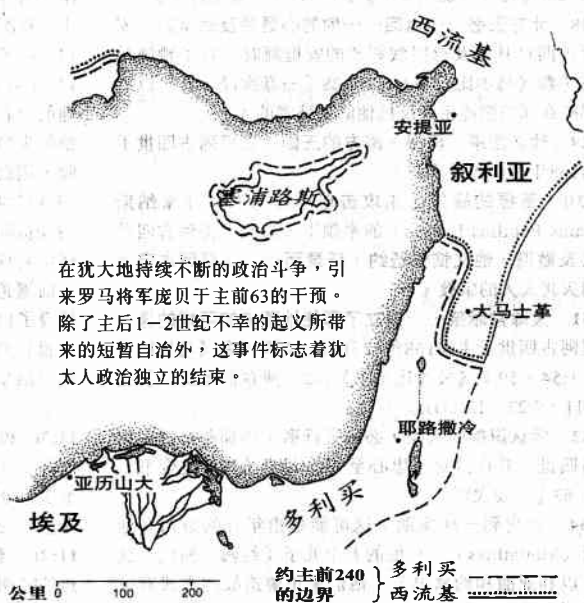 西流基
安提亚
叙利亚
塞浦路斯
在犹大地持续不断的政治斗争，引
来罗马将军庞贝于主前63的干预。
除了主后1—2世纪不幸的起义所带
来的短暂自治外，这事件标志着犹
太人政治独立的结束。
大马士革
耶路撒冷
亚历山大
埃及
多利买
公里 0 100 200
约主前240
的边界
多利买
西流基